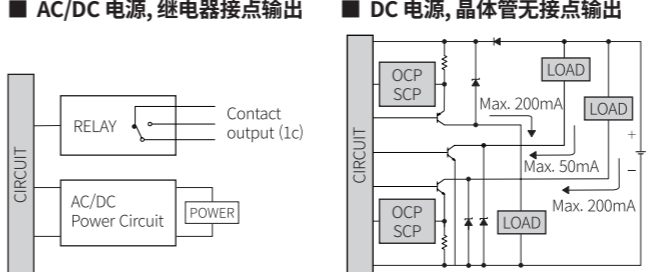 ■ AC/DC 电源, 继电器接点输出
CIRCUIT
RELAY
Contact
output (1c)
AC/DC
Power Circuit
POWER
■ DC 电源, 晶体管无接点输出
CIRCUIT
OCP
SCP
LOAD
Max. 200mA
LOAD
+
Max. 50mA
−
OCP
SCP
Max. 200mA
LOAD